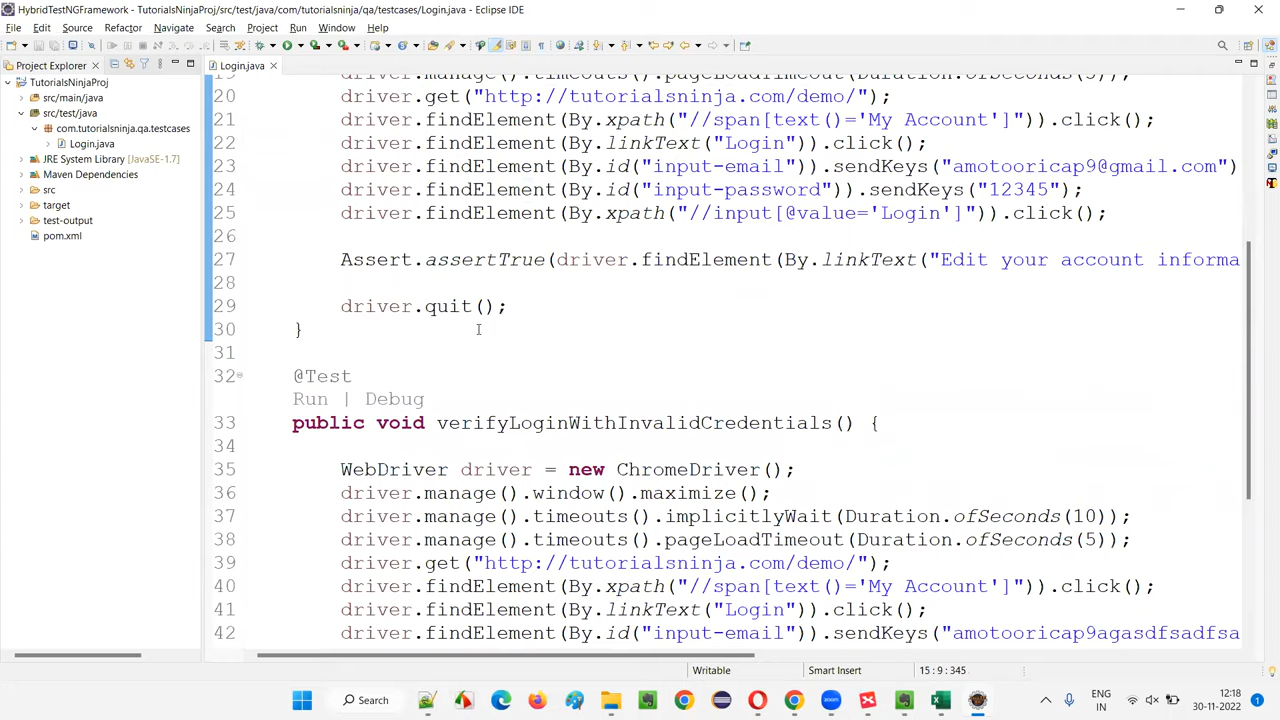 HybridTestNGFramework - TutorialsNinjaProj/src/test/java/com/tutorialsninja/qa/testcases/Login.java - Eclipse IDE
File Edit Source Refactor Navigate Search Project Run Window Help
Project Explorer
Login.java
TutorialsNinjaProj
src/main/java
src/test/java
com.tutorialsninja.qa.testcases
Login.java
JRE System Library [JavaSE-1.7]
Maven Dependencies
src
target
test-output
pom.xml
19 driver.manage().timeouts().pageLoadTimeout(Duration.ofSeconds(5));
20 driver.get("http://tutorialsninja.com/demo/");
21 driver.findElement(By.xpath("//span[text()='My Account']")).click();
22 driver.findElement(By.linkText("Login")).click();
23 driver.findElement(By.id("input-email")).sendKeys("amotooricap9@gmail.com")
24 driver.findElement(By.id("input-password")).sendKeys("12345");
25 driver.findElement(By.xpath("//input[@value='Login']")).click();
26
27 Assert.assertTrue(driver.findElement(By.linkText("Edit your account informa
28
29 driver.quit();
30 }
31
32 @Test
Run | Debug
33 public void verifyLoginWithInvalidCredentials() {
34
35 WebDriver driver = new ChromeDriver();
36 driver.manage().window().maximize();
37 driver.manage().timeouts().implicitlyWait(Duration.ofSeconds(10));
38 driver.manage().timeouts().pageLoadTimeout(Duration.ofSeconds(5));
39 driver.get("http://tutorialsninja.com/demo/");
40 driver.findElement(By.xpath("//span[text()='My Account']")).click();
41 driver.findElement(By.linkText("Login")).click();
42 driver.findElement(By.id("input-email")).sendKeys("amotooricap9agasdfsadfsa
Writable Smart Insert 15 : 9 : 345
Search
zoom
ENG
IN
12:18
30-11-2022
1